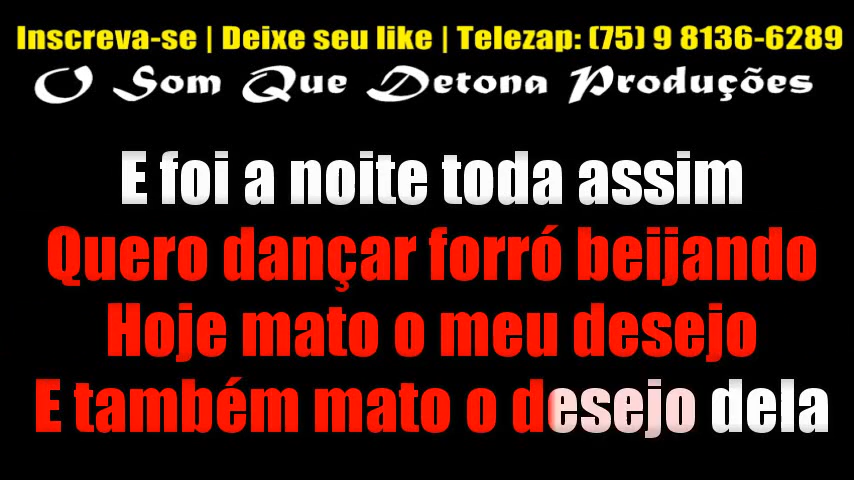 Inscreva-se | Deixe seu like | Telezap: (75) 9 8136-6289
O Som Que Detona Produções
E foi a noite toda assim
Quero dançar forró beijando
Hoje mato o meu desejo
E também mato o desejo dela